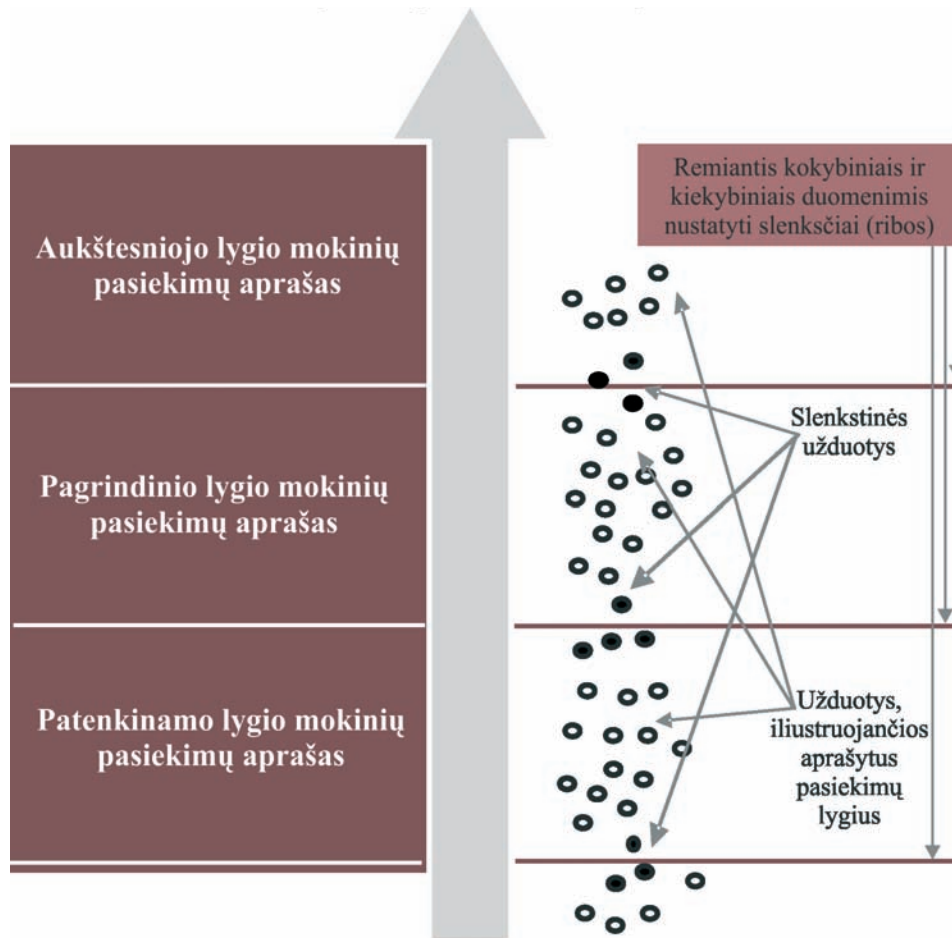 Remiantis kokybiniais ir
kiekybiniais duomenimis
nustatyti slenksčiai (ribos)
Aukštesniojo lygio mokinių
pasiekimų aprašas
Slenkstinės
užduotys
Pagrindinio lygio mokinių
pasiekimų aprašas
Patenkinamo lygio mokinių
pasiekimų aprašas
Užduotys,
iliustruojančios
aprašytus
pasiekimų
lygius